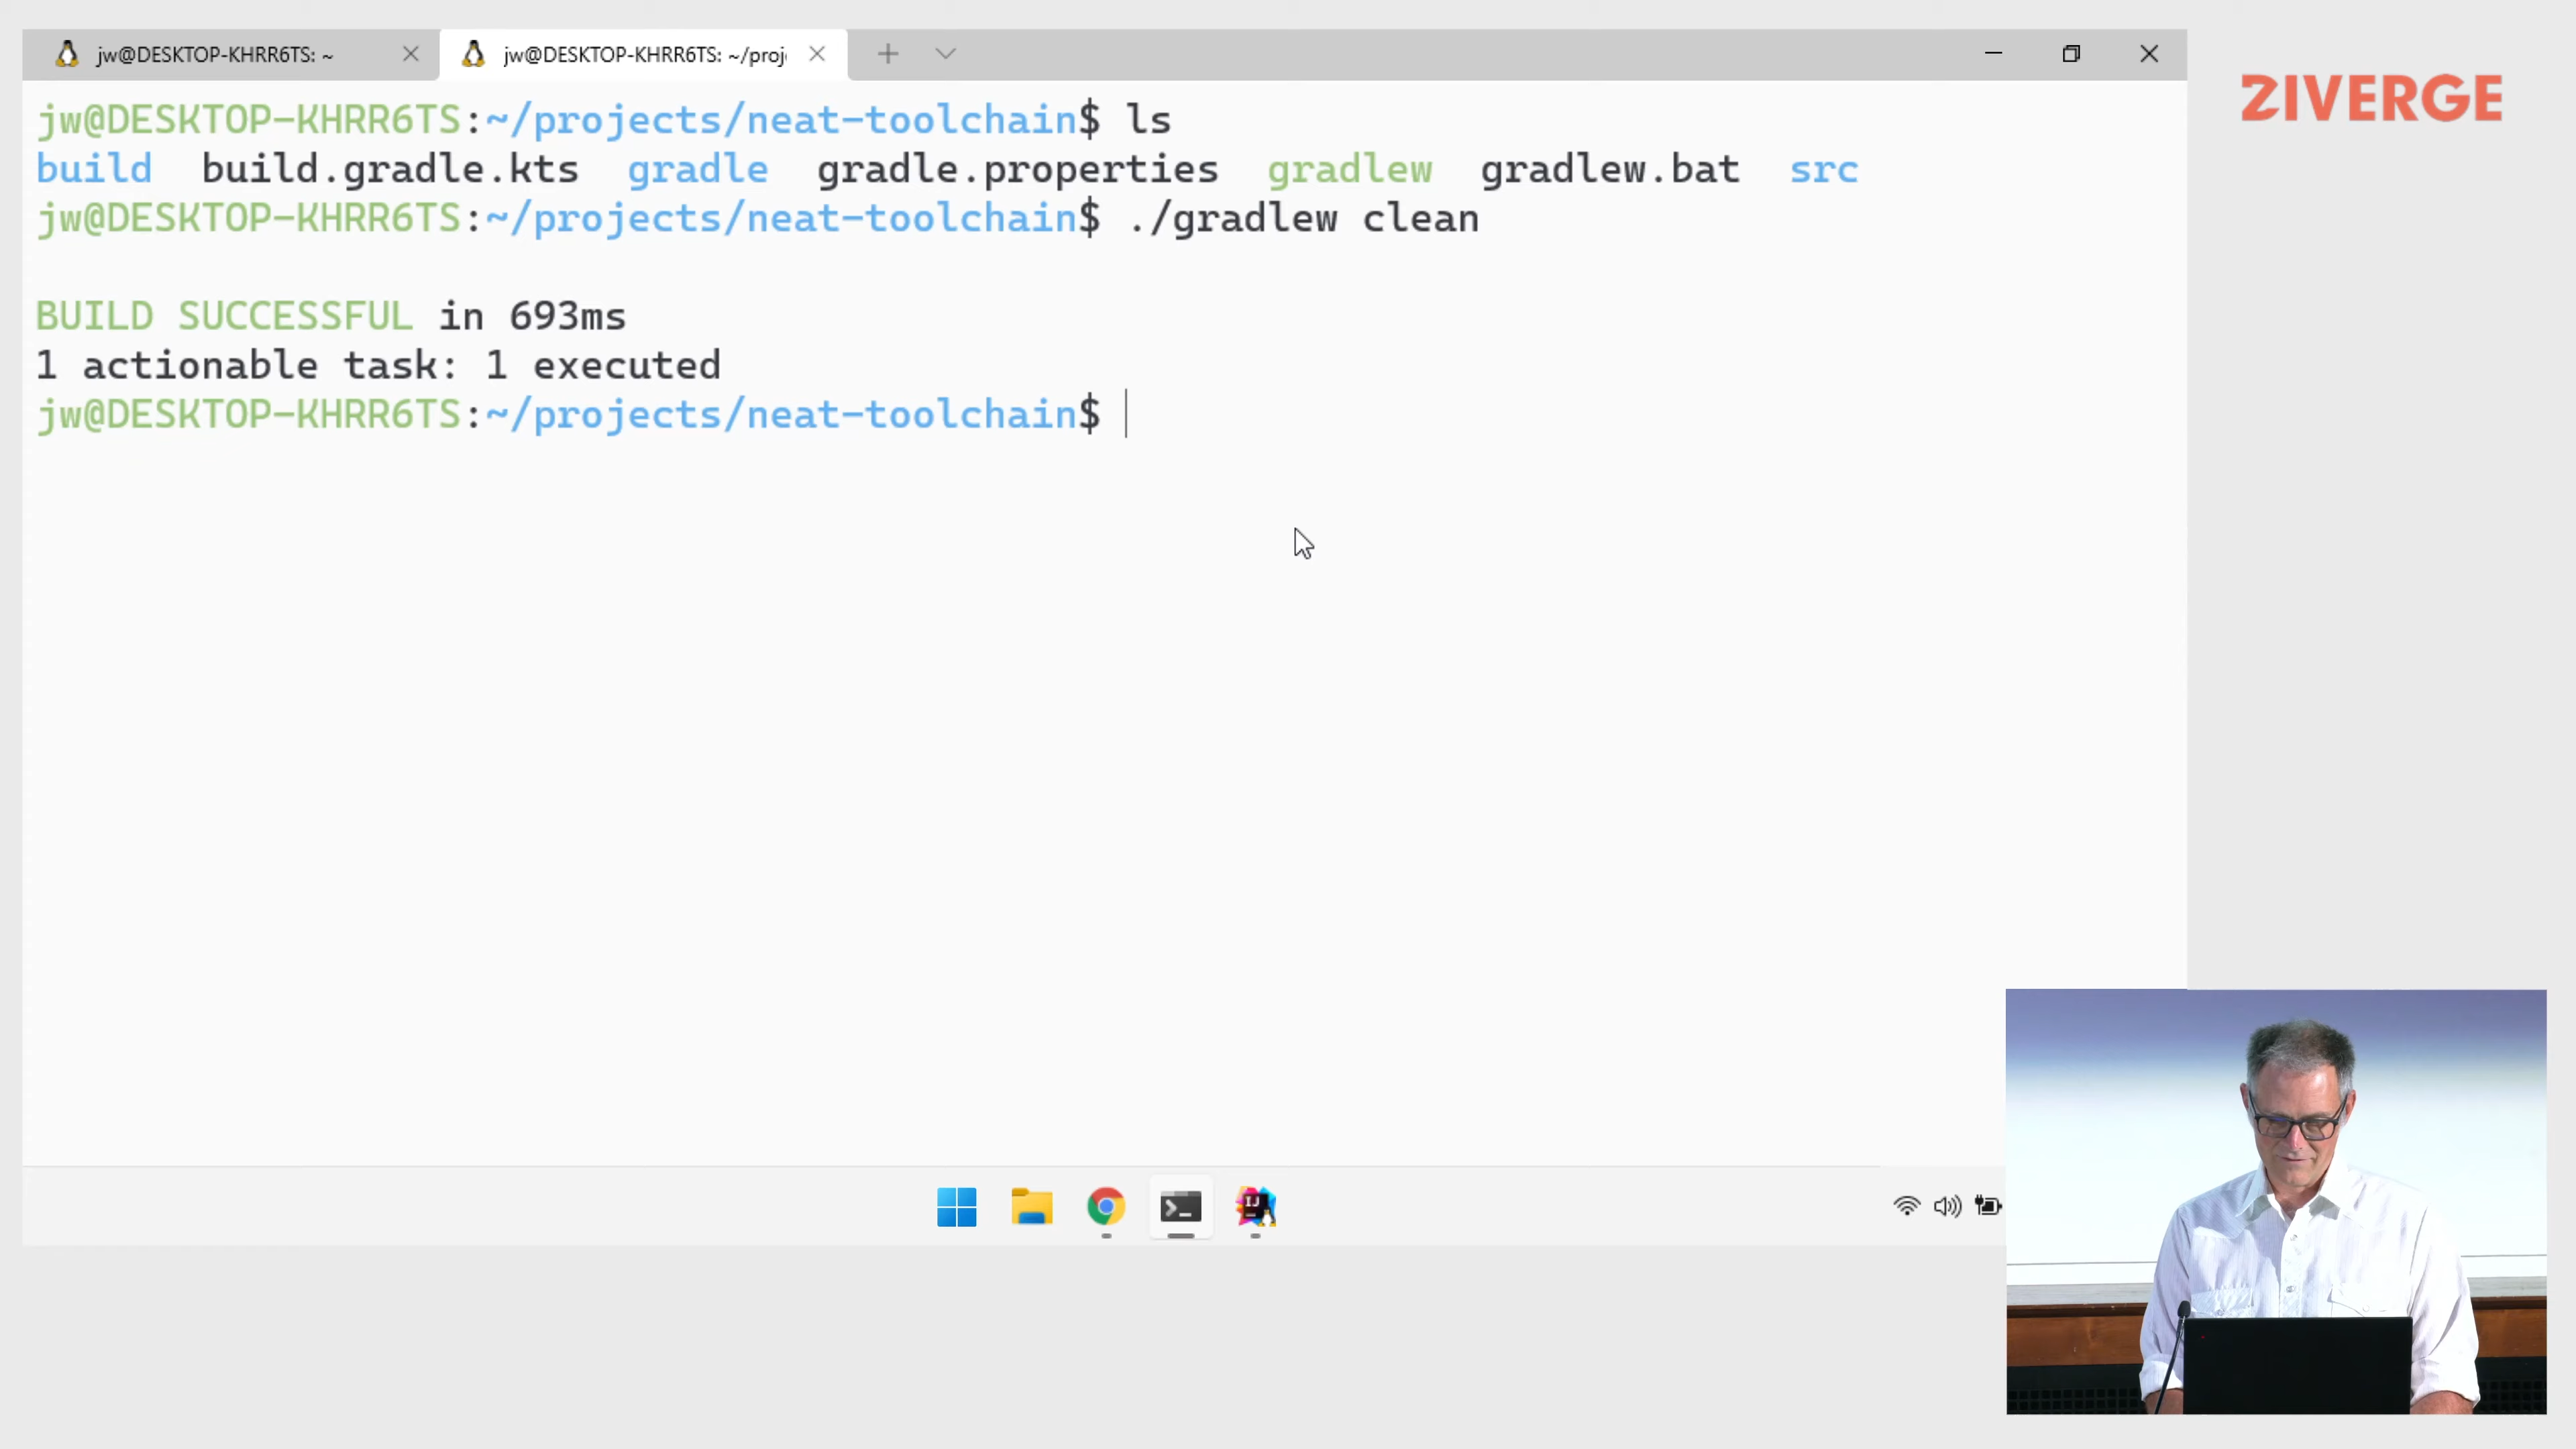 jw@DESKTOP-KHRR6TS: ~
jw@DESKTOP-KHRR6TS: ~/proj
ZIVERGE
jw@DESKTOP-KHRR6TS:~/projects/neat-toolchain$ ls
build  build.gradle.kts  gradle  gradle.properties  gradlew  gradlew.bat  src
jw@DESKTOP-KHRR6TS:~/projects/neat-toolchain$ ./gradlew clean
BUILD SUCCESSFUL in 693ms
1 actionable task: 1 executed
jw@DESKTOP-KHRR6TS:~/projects/neat-toolchain$
IJ